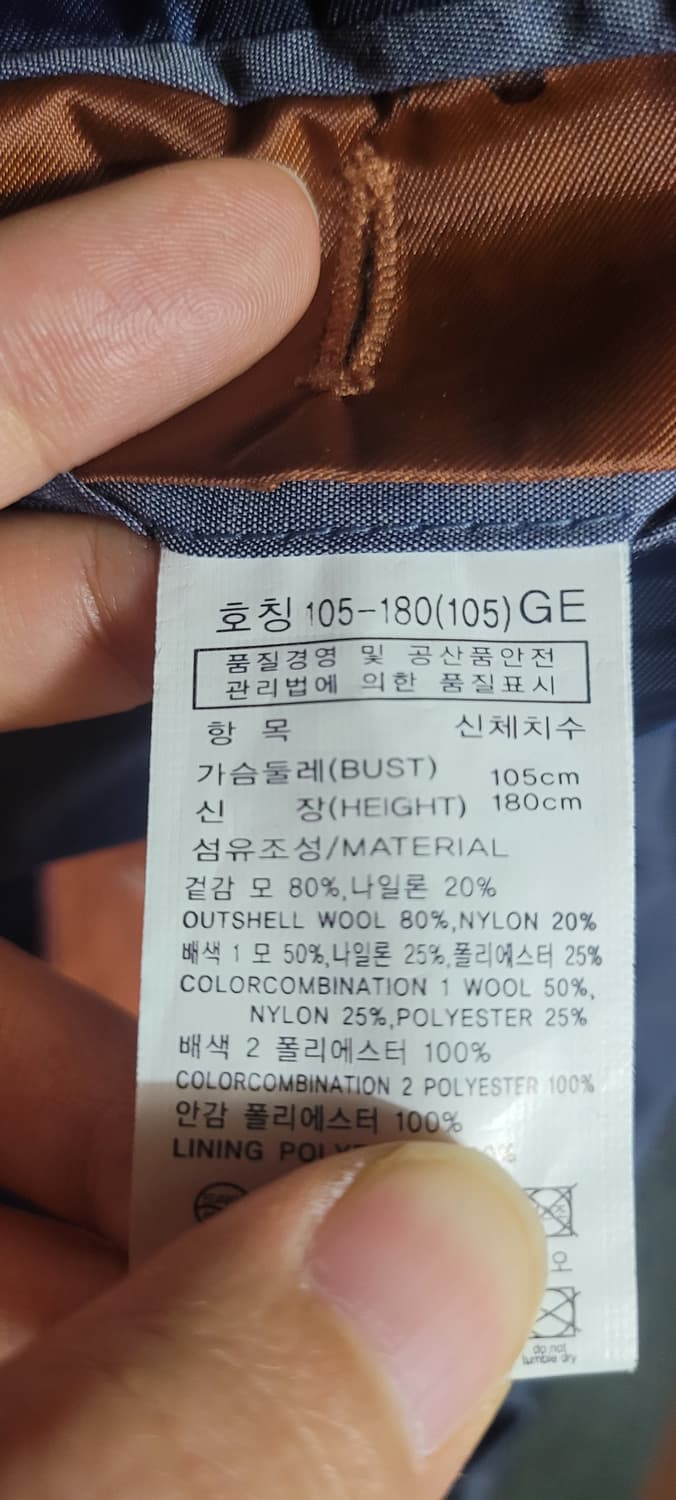 호칭 105-180(105) GE
품질경영 및 공산품안전
관리법에 의한 품질표시
항 목 신체치수
가슴둘레(BUST) 105cm
신 장(HEIGHT) 180cm
섬유조성/MATERIAL
겉감 모 80%,나일론 20%
OUTSHELL WOOL 80%,NYLON 20%
배색 1 모 50%,나일론 25%,폴리에스터 25%
COLORCOMBINATION 1 WOOL 50%,
NYLON 25%,POLYESTER 25%
배색 2 폴리에스터 100%
COLORCOMBINATION 2 POLYESTER 100%
안감 폴리에스터 100%
LINING
오
do not
tumble dry